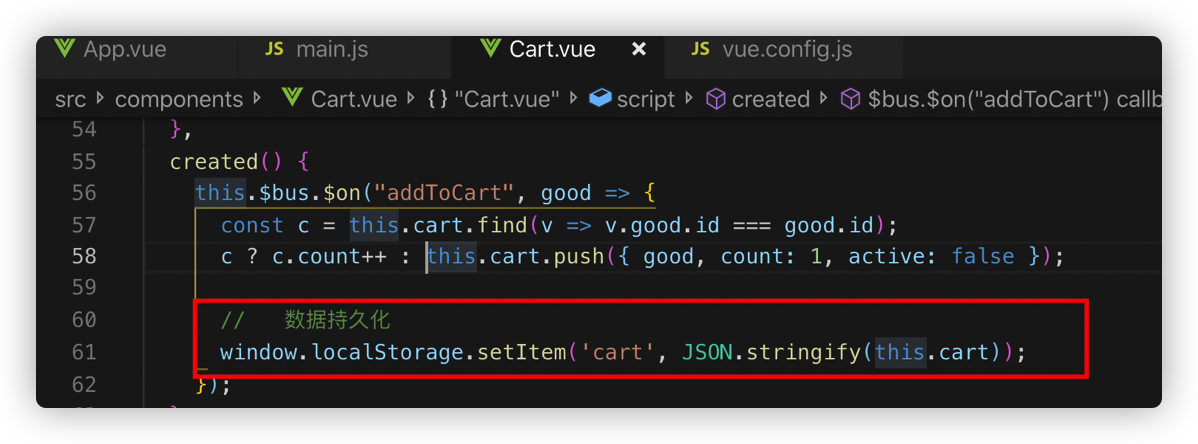 App.vue JS main.js Cart.vue × JS vue.config.js
src components Cart.vue {} "Cart.vue" script created $bus.$on("addToCart") callb
54 },
55 created() {
56 this.$bus.$on("addToCart", good => {
57 const c = this.cart.find(v => v.good.id === good.id);
58 c ? c.count++ : this.cart.push({ good, count: 1, active: false });
59
60 // 数据持久化
61 window.localStorage.setItem('cart', JSON.stringify(this.cart));
62 });